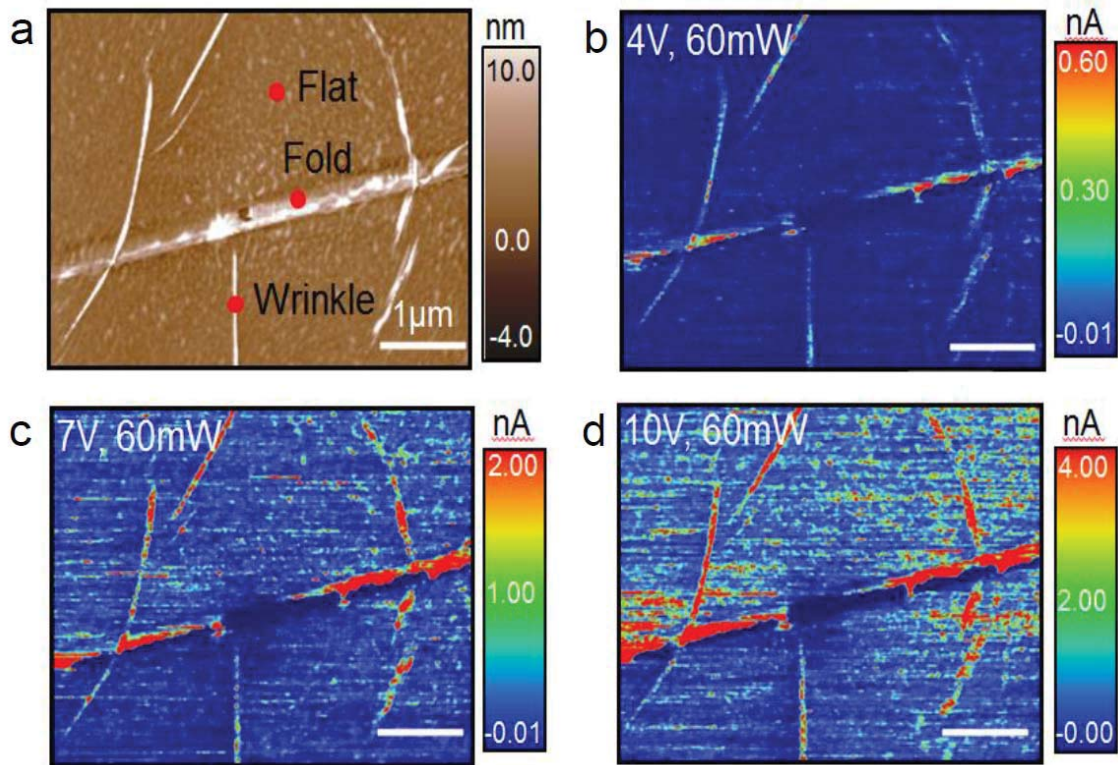 a
nm
10.0
0.0
-4.0
Flat
Fold
Wrinkle
1μm
b
4V, 60mW
nA
0.60
0.30
-0.01
c
7V, 60mW
nA
2.00
1.00
-0.01
d
10V, 60mW
nA
4.00
2.00
-0.00